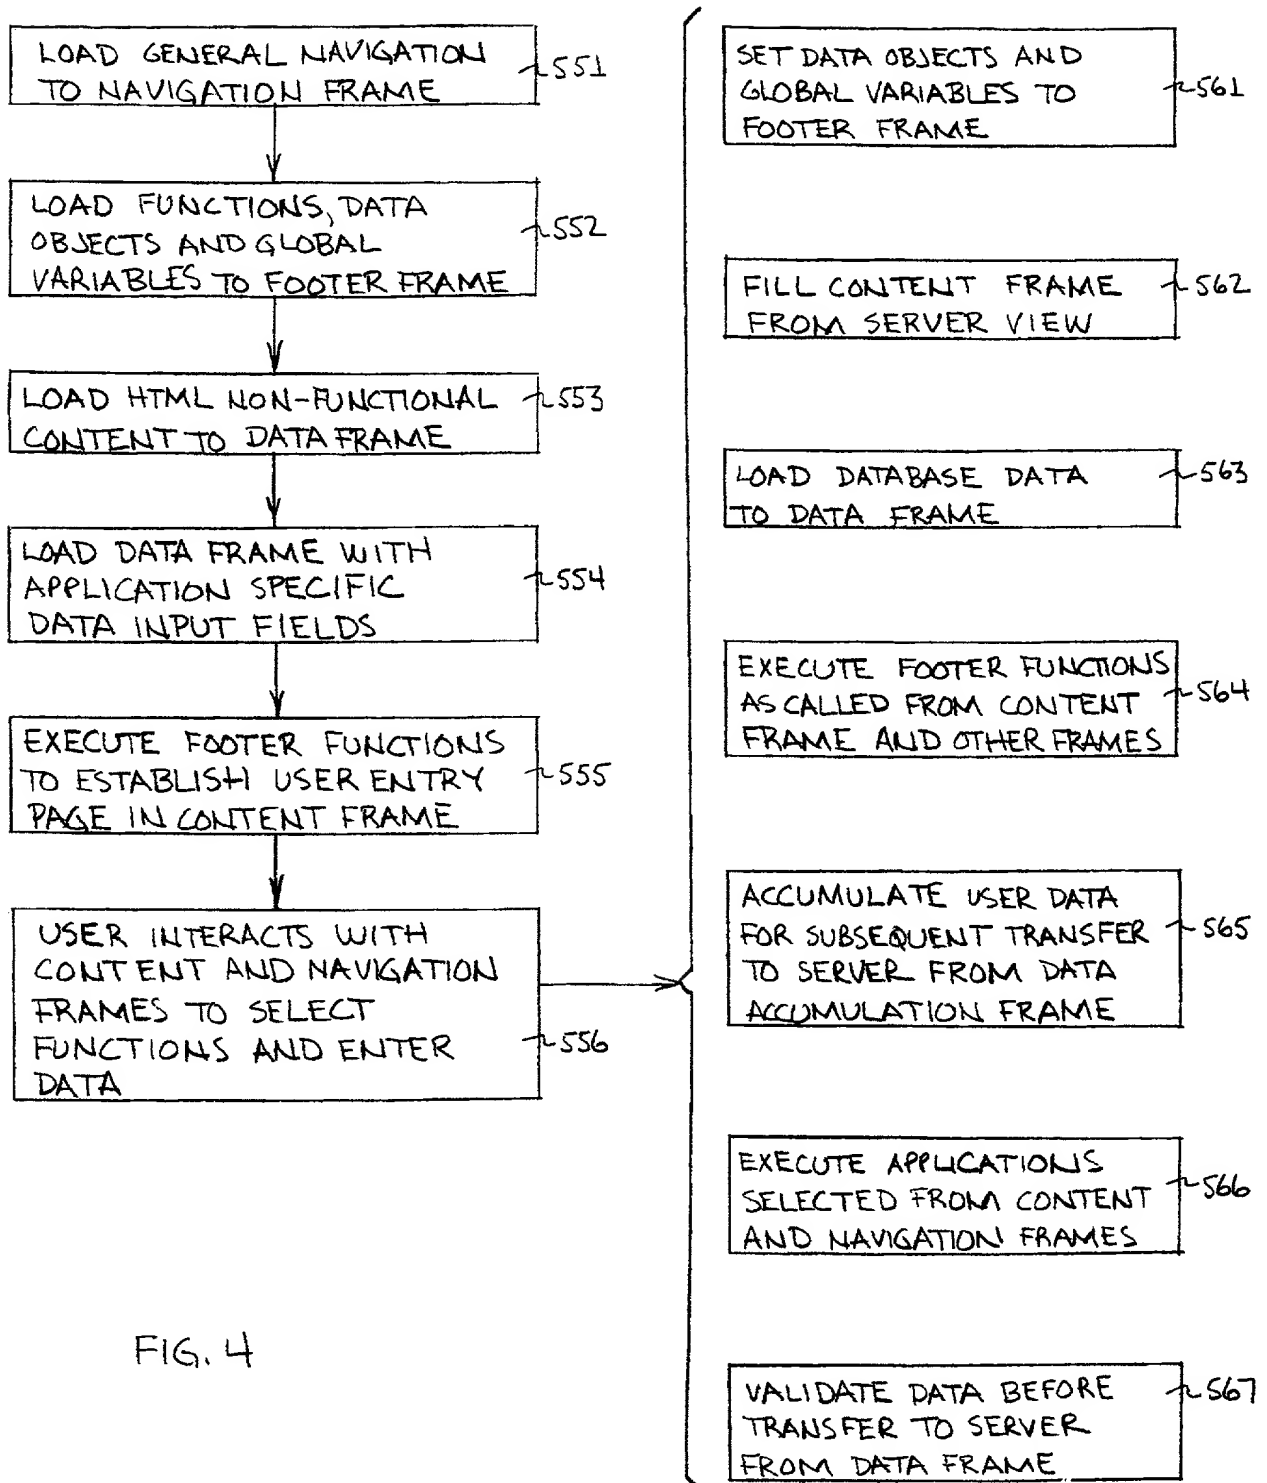 LOAD GENERAL NAVIGATION
TO NAVIGATION FRAME
551
LOAD FUNCTIONS, DATA
OBJECTS AND GLOBAL
VARIABLES TO FOOTER FRAME
552
LOAD HTML NON-FUNCTIONAL
CONTENT TO DATA FRAME
553
LOAD DATA FRAME WITH
APPLICATION SPECIFIC
DATA INPUT FIELDS
554
EXECUTE FOOTER FUNCTIONS
TO ESTABLISH USER ENTRY
PAGE IN CONTENT FRAME
555
USER INTERACTS WITH
CONTENT AND NAVIGATION
FRAMES TO SELECT
FUNCTIONS AND ENTER
DATA
556
SET DATA OBJECTS AND
GLOBAL VARIABLES TO
FOOTER FRAME
561
FILL CONTENT FRAME
FROM SERVER VIEW
562
LOAD DATABASE DATA
TO DATA FRAME
563
EXECUTE FOOTER FUNCTIONS
AS CALLED FROM CONTENT
FRAME AND OTHER FRAMES
564
ACCUMULATE USER DATA
FOR SUBSEQUENT TRANSFER
TO SERVER FROM DATA
ACCUMULATION FRAME
565
EXECUTE APPLICATIONS
SELECTED FROM CONTENT
AND NAVIGATION FRAMES
566
VALIDATE DATA BEFORE
TRANSFER TO SERVER
FROM DATA FRAME
567
FIG. 4